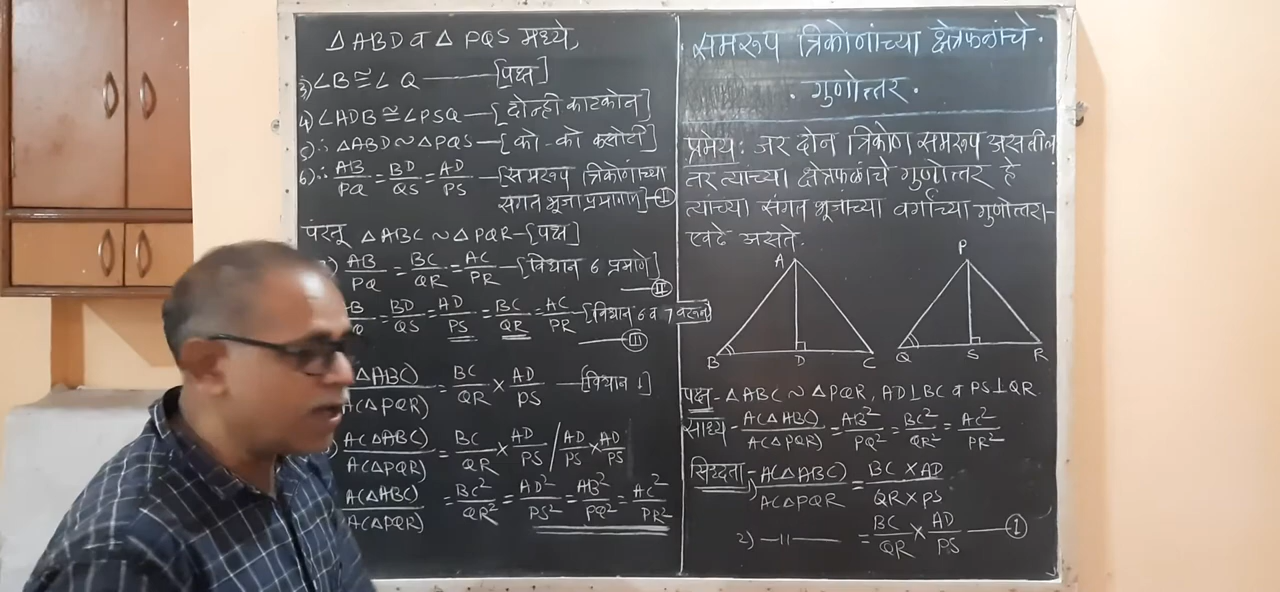 समरूप त्रिकोणांच्या क्षेत्रफळांचे.
. गुणोत्तर.
प्रमेय: जर दोन त्रिकोण समरूप असतील
तर त्यांच्या क्षेत्रफळांचे गुणोत्तर हे
त्यांच्या संगत भूजांच्या वर्गाच्या गुणोत्तरा-
एवढे असते.
A P
B D C Q S R
पक्ष - △ABC ~ △PQR, AD⊥BC व PS⊥QR.
साध्य - A(△ABC)/A(△PQR) = AB²/PQ² = BC²/QR² = AC²/PR²
सिद्धता - 1) A(△ABC)/A(△PQR = BC × AD/QR × PS
2) —11— = BC/QR × AD/PS —①
△ABD व △PQS मध्ये,
3) ∠B ≅ ∠Q —[पक्ष]
4) ∠ADB ≅ ∠PSQ —[दोन्ही काटकोन]
5) ∴ △ABD ~ △PQS —[को-को कसोटी]
6) ∴ AB/PQ = BD/QS = AD/PS —[समरूप त्रिकोणांच्या
संगत भूजा प्रमाणात] —Ⓘ
परंतू △ABC ~ △PQR —[पक्ष]
) AB/PQ = BC/QR = AC/PR —[विधान 6 प्रमाणे]
—Ⅱ
B/Q = BD/QS = AD/PS = BC/QR = AC/PR —[विधान 6 व 7 वरून]
—Ⅲ
△ABC)/A(△PQR) = BC/QR × AD/PS —[विधान 1]
) A(△ABC)/A(△PQR) = BC/QR × AD/PS / AD/PS × AD/PS
A(△ABC)/A(△PQR) = BC²/QR² = AD²/PS² = AB²/PQ² = AC²/PR²